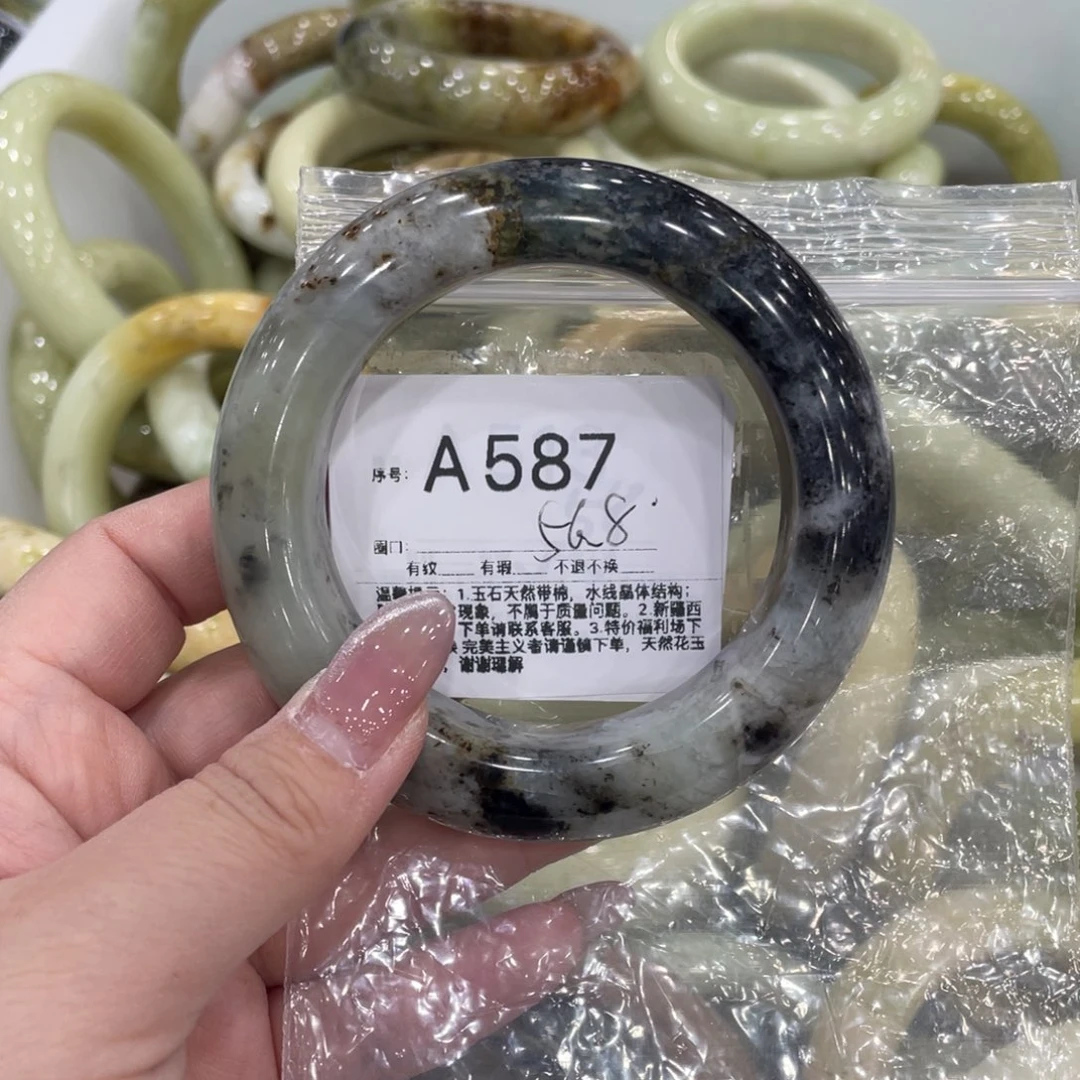 序号: A587
568
圈口:
有纹 有瑕 不退不换
温馨提示: 1.玉石天然带棉, 水线晶体结构;
现象, 不属于质量问题。2.新疆西
下单请联系客服。3.特价福利场下
完美主义者请谨慎下单, 天然花玉
, 谢谢理解